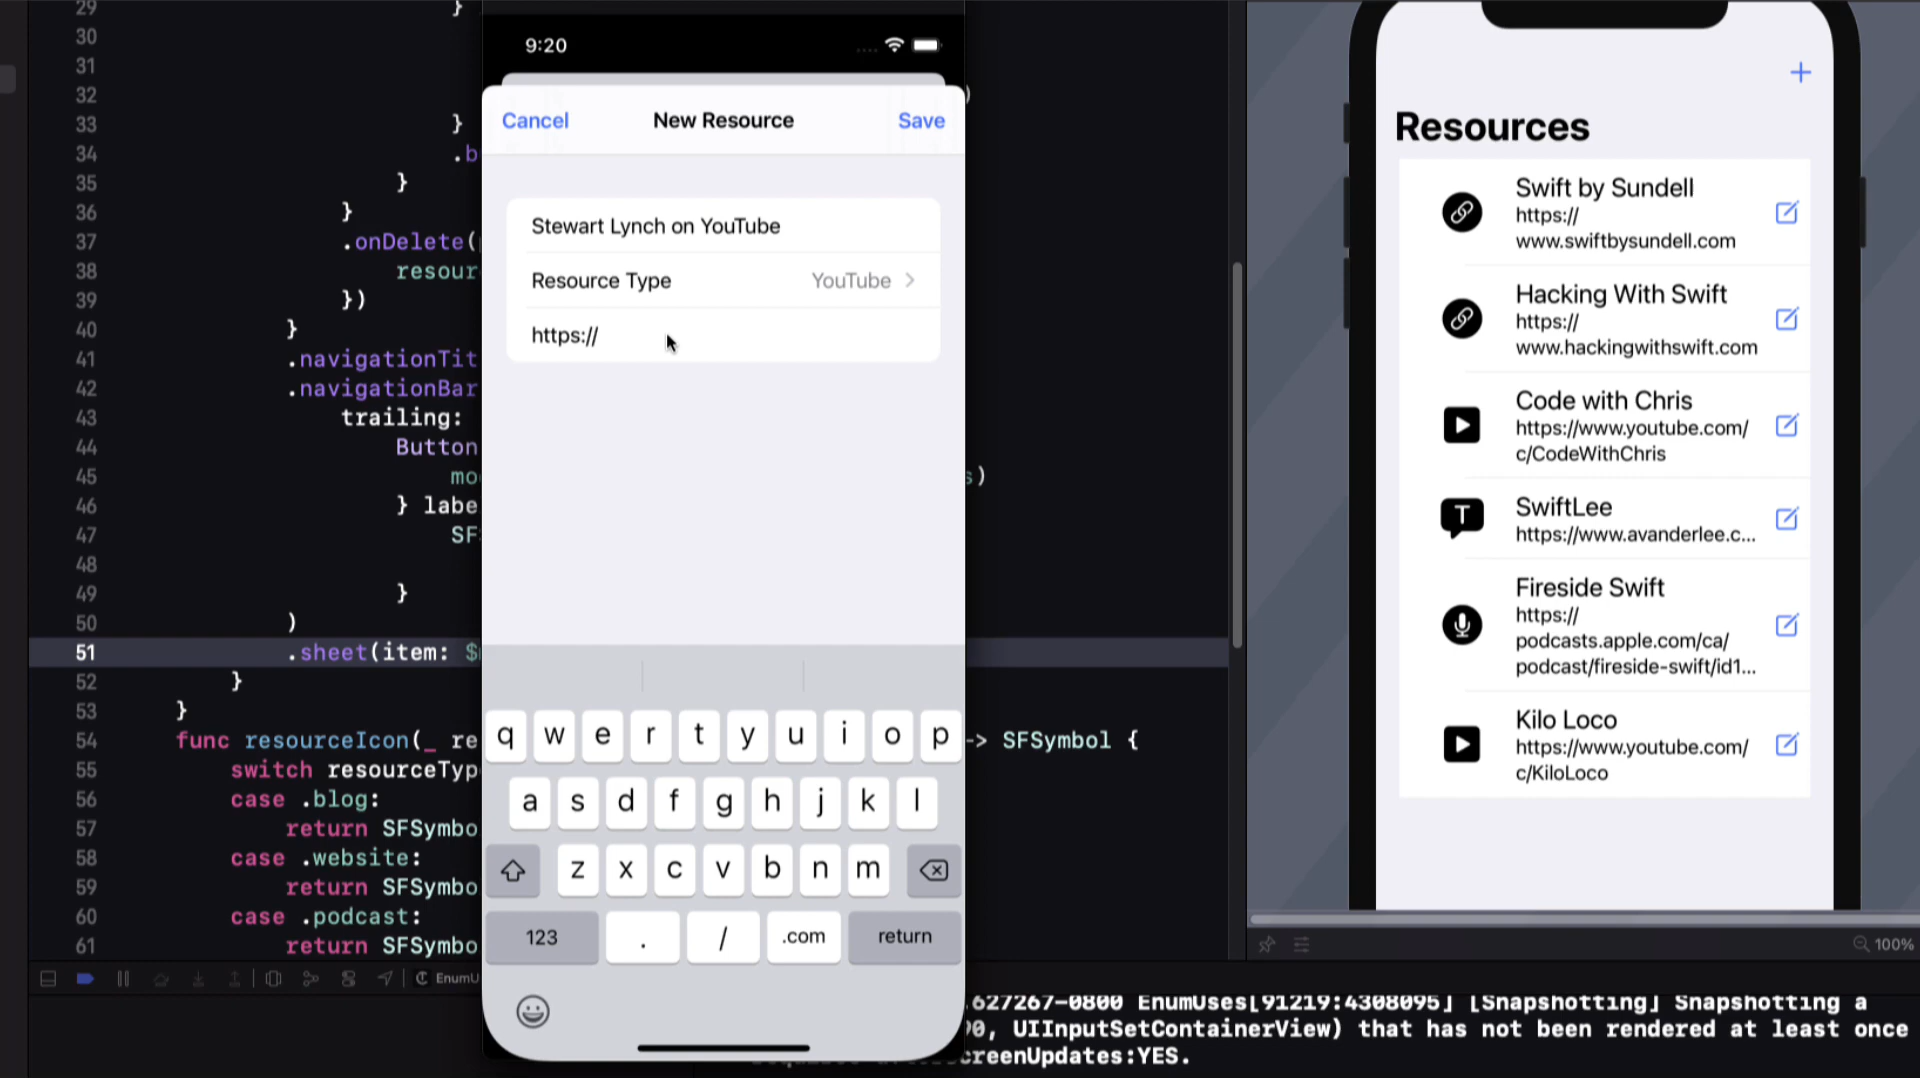 29 }
30
31
32 )
33 }
34 .b
35 }
36 }
37 .onDelete(
38 resour
39 })
40 }
41 .navigationTit
42 .navigationBar
43 trailing:
44 Button
45 mo s)
46 } labe
47 SF
48
49 }
50 )
51 .sheet(item: $
52 }
53 }
54 func resourceIcon(_ re -> SFSymbol {
55 switch resourceTyp
56 case .blog:
57 return SFSymbo
58 case .website:
59 return SFSymbo
60 case .podcast:
61 return SFSymbo
EnumU
9:20
Cancel New Resource Save
Stewart Lynch on YouTube
Resource Type YouTube
https://
q w e r t y u i o p
a s d f g h j k l
z x c v b n m
123 . / .com return
Resources
Swift by Sundell
https://
www.swiftbysundell.com
Hacking With Swift
https://
www.hackingwithswift.com
Code with Chris
https://www.youtube.com/
c/CodeWithChris
T
SwiftLee
https://www.avanderlee.c...
Fireside Swift
https://
podcasts.apple.com/ca/
podcast/fireside-swift/id1...
Kilo Loco
https://www.youtube.com/
c/KiloLoco
100%
.627267-0800 EnumUses[91219:4308095] [Snapshotting] Snapshotting a
0, UIInputSetContainerView) that has not been rendered at least once
creenUpdates:YES.